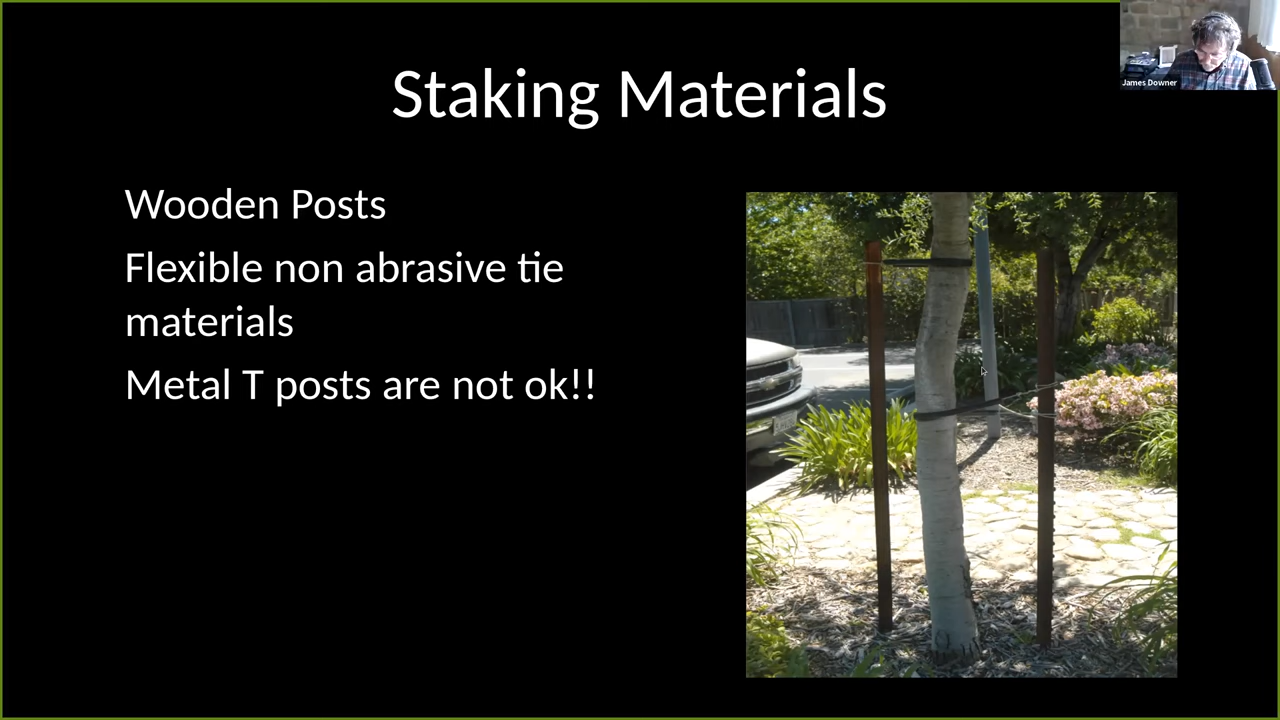 Staking Materials
James Downer
Wooden Posts
Flexible non abrasive tie
materials
Metal T posts are not ok!!